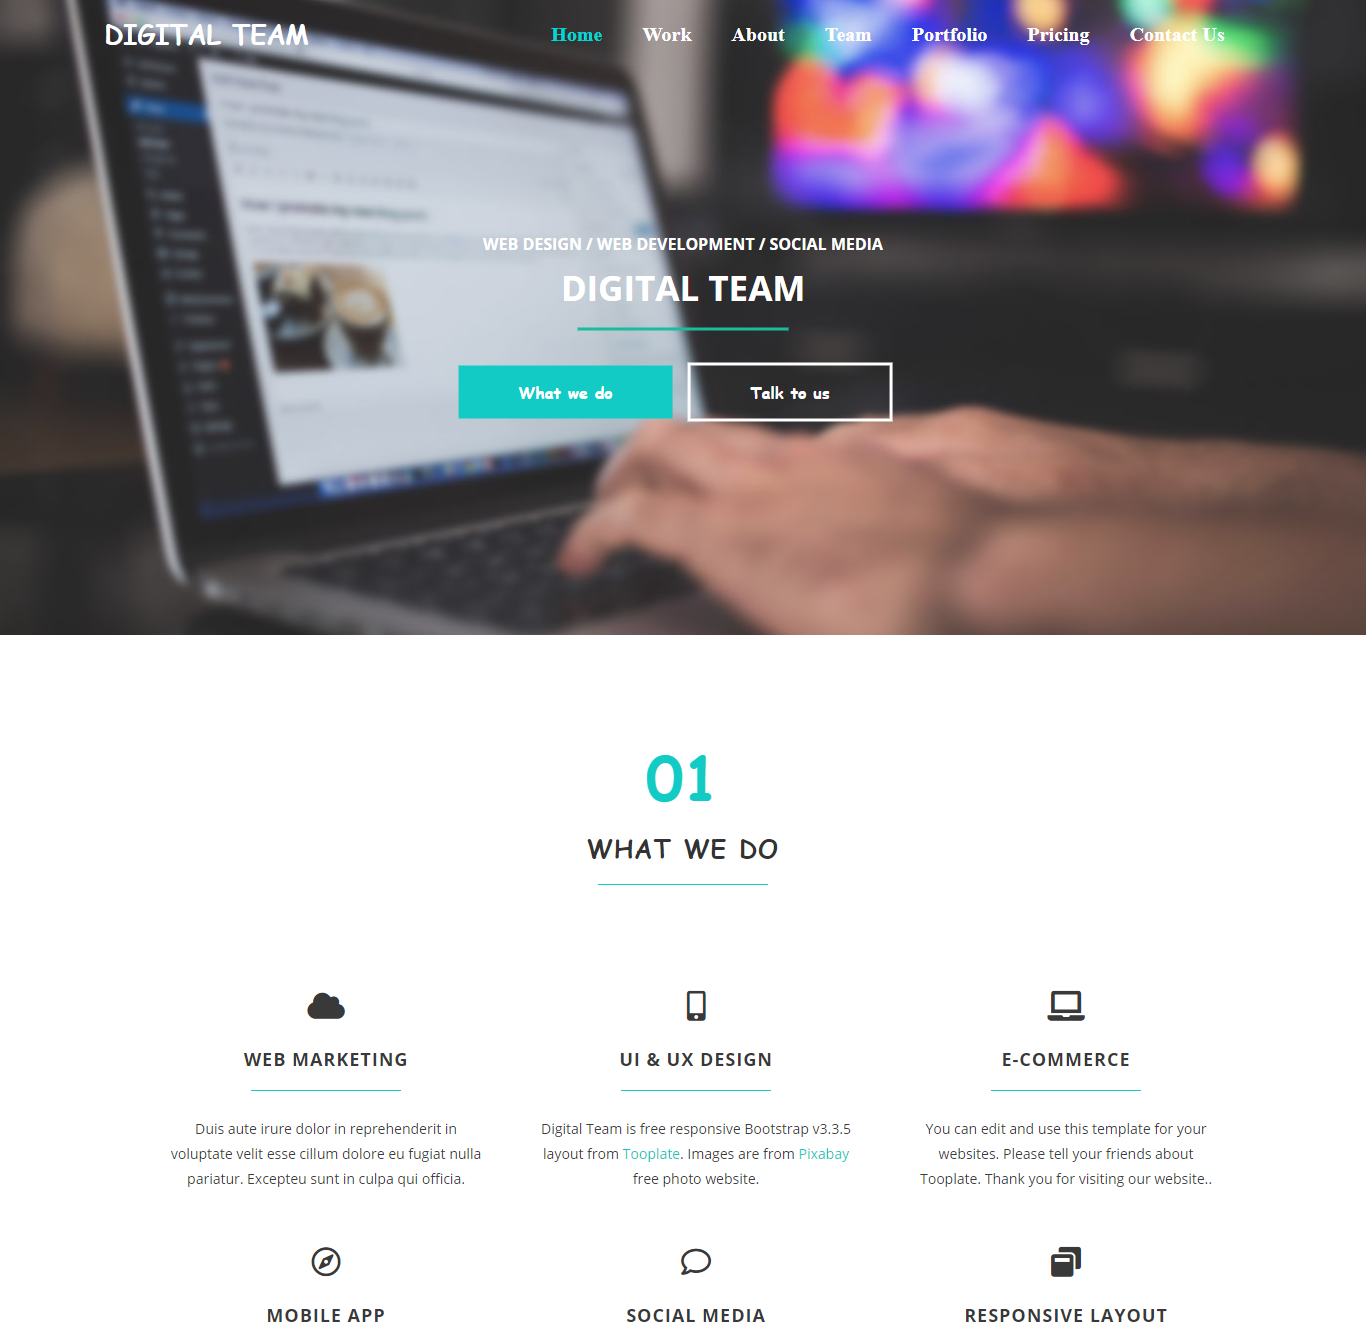 DIGITAL TEAM
Home Work About Team Portfolio Pricing Contact Us
WEB DESIGN / WEB DEVELOPMENT / SOCIAL MEDIA
DIGITAL TEAM
What we do
Talk to us
01
WHAT WE DO
WEB MARKETING
Duis aute irure dolor in reprehenderit in
voluptate velit esse cillum dolore eu fugiat nulla
pariatur. Excepteu sunt in culpa qui officia.
UI & UX DESIGN
Digital Team is free responsive Bootstrap v3.3.5
layout from Tooplate. Images are from Pixabay
free photo website.
E-COMMERCE
You can edit and use this template for your
websites. Please tell your friends about
Tooplate. Thank you for visiting our website..
MOBILE APP
SOCIAL MEDIA
RESPONSIVE LAYOUT